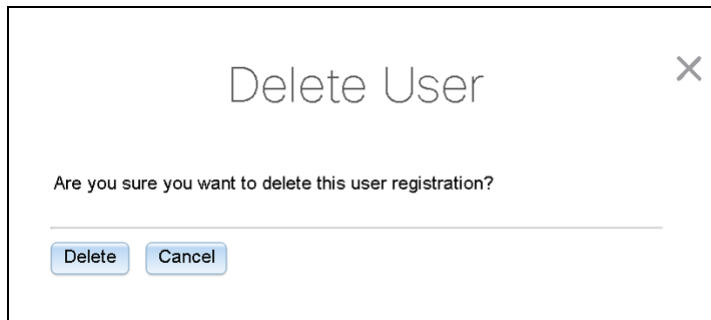 Delete User
Are you sure you want to delete this user registration?
Delete Cancel